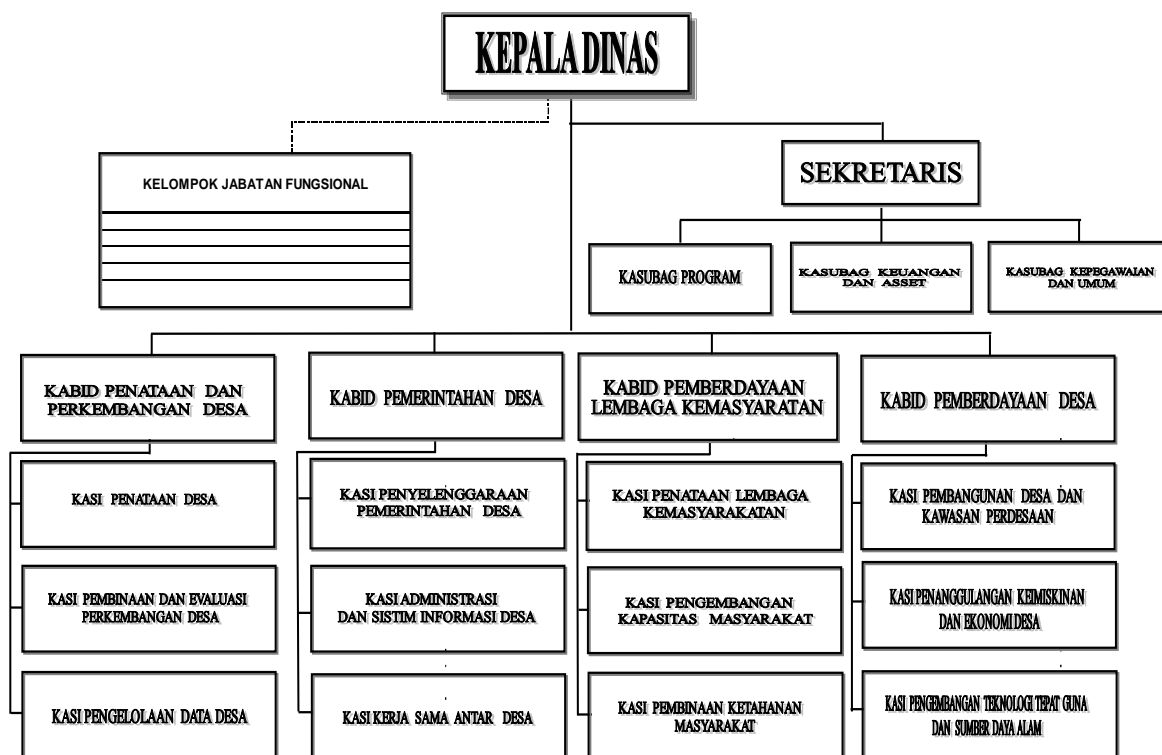 KEPALA DINAS
KELOMPOK JABATAN FUNGSIONAL
SEKRETARIS
KASUBAG PROGRAM
KASUBAG KEUANGAN
DAN ASSET
KASUBAG KEPEGAWAIAN
DAN UMUM
KABID PENATAAN DAN
PERKEMBANGAN DESA
KABID PEMERINTAHAN DESA
KABID PEMBERDAYAAN
LEMBAGA KEMASYARATAN
KABID PEMBERDAYAAN DESA
KASI PENATAAN DESA
KASI PENYELENGGARAAN
PEMERINTAHAN DESA
KASI PENATAAN LEMBAGA
KEMASYARAKATAN
KASI PEMBANGUNAN DESA DAN
KAWASAN PERDESAAN
KASI PEMBINAAN DAN EVALUASI
PERKEMBANGAN DESA
KASI ADMINISTRASI
DAN SISTIM INFORMASI DESA
KASI PENGEMBANGAN
KAPASITAS MASYARAKAT
KASI PENANGGULANGAN KEIMISKINAN
DAN EKONOMI DESA
KASI PENGELOLAAN DATA DESA
KASI KERJA SAMA ANTAR DESA
KASI PEMBINAAN KETAHANAN
MASYARAKAT
KASI PENGEMBANGAN TEKNOLOGI TEPAT GUNA
DAN SUMBER DAYA ALAM